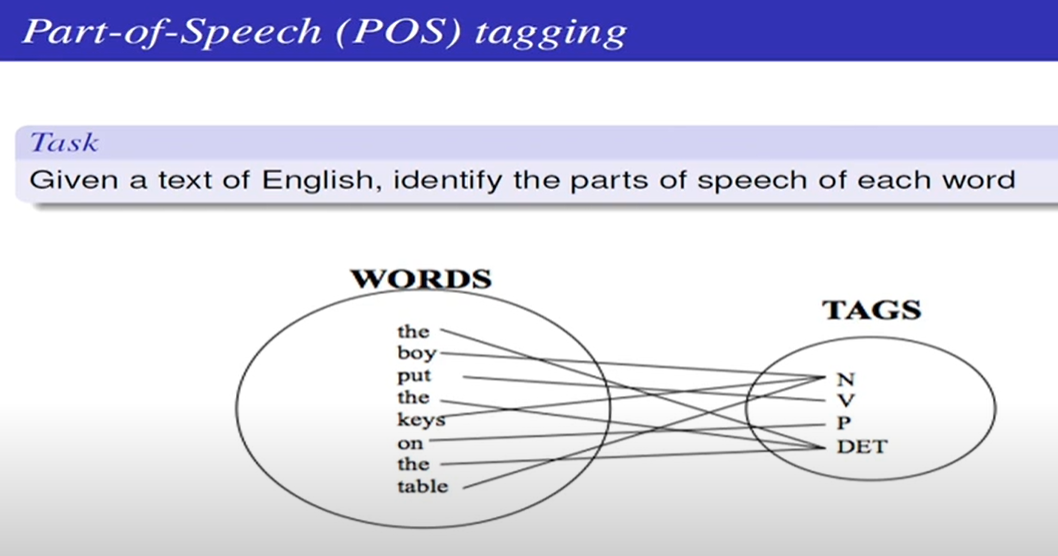 Part-of-Speech (POS) tagging
Task
Given a text of English, identify the parts of speech of each word
WORDS
the
boy
put
the
keys
on
the
table
TAGS
N
V
P
DET